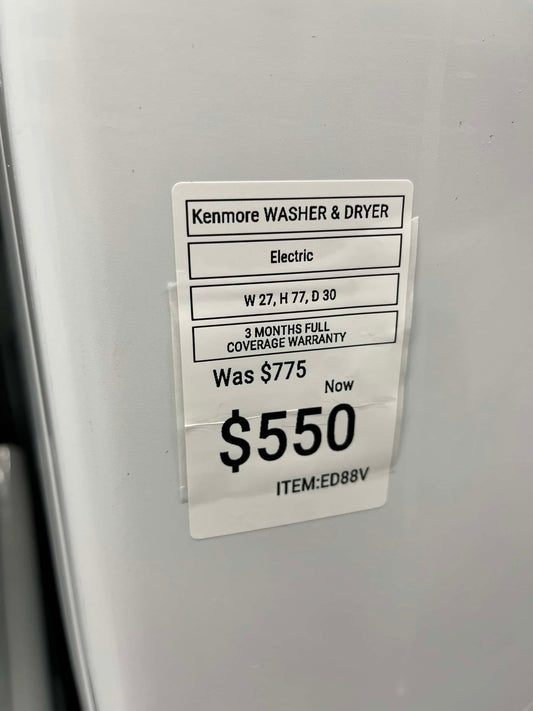 Kenmore WASHER & DRYER
Electric
W 27, H 77, D 30
3 MONTHS FULL
COVERAGE WARRANTY
Was $775
Now
$550
ITEM:ED88V